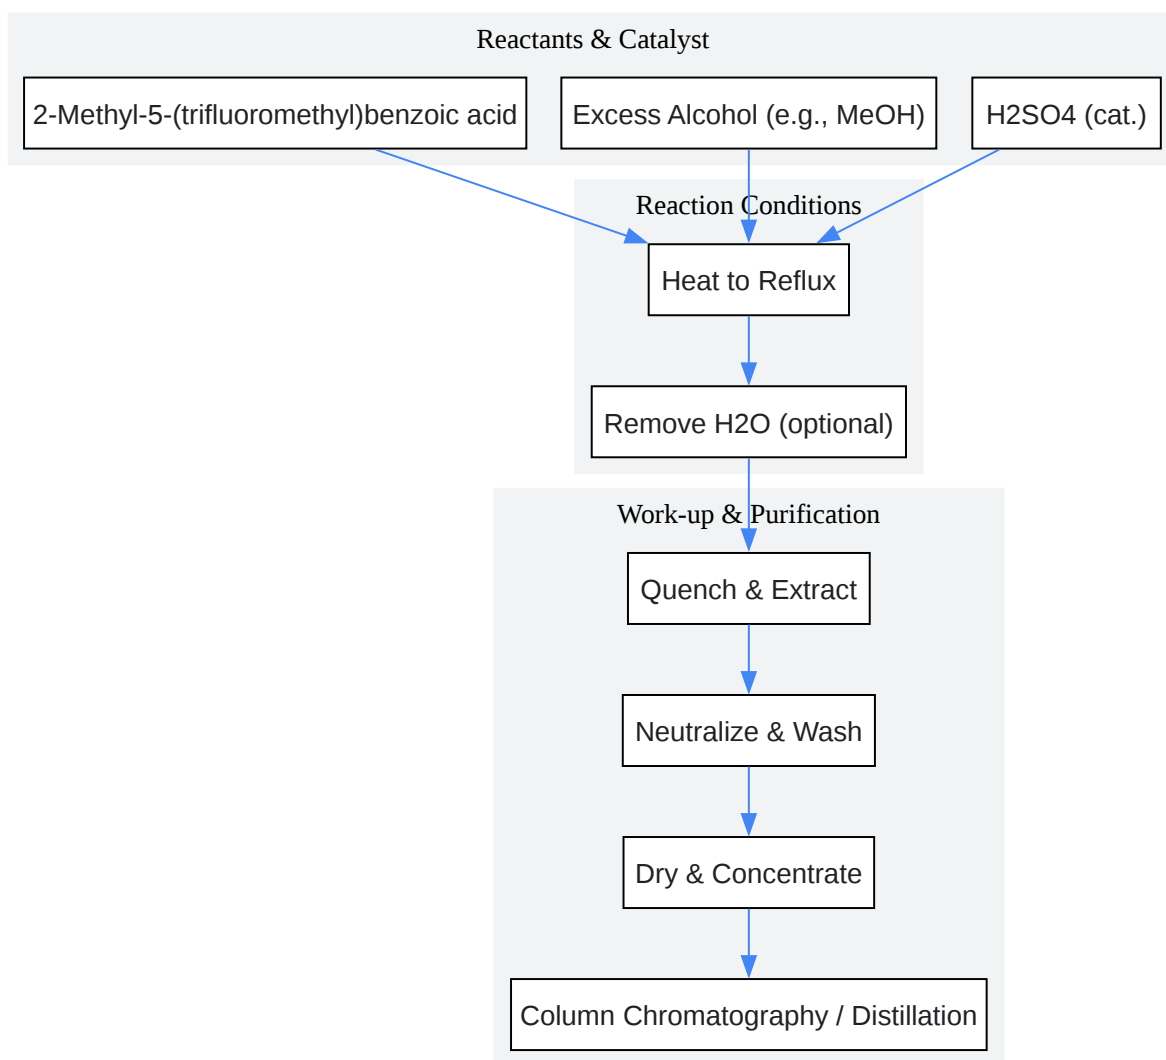 Reactants & Catalyst
2-Methyl-5-(trifluoromethyl)benzoic acid
Excess Alcohol (e.g., MeOH)
H2SO4 (cat.)
Reaction Conditions
Heat to Reflux
Remove H2O (optional)
Work-up & Purification
Quench & Extract
Neutralize & Wash
Dry & Concentrate
Column Chromatography / Distillation